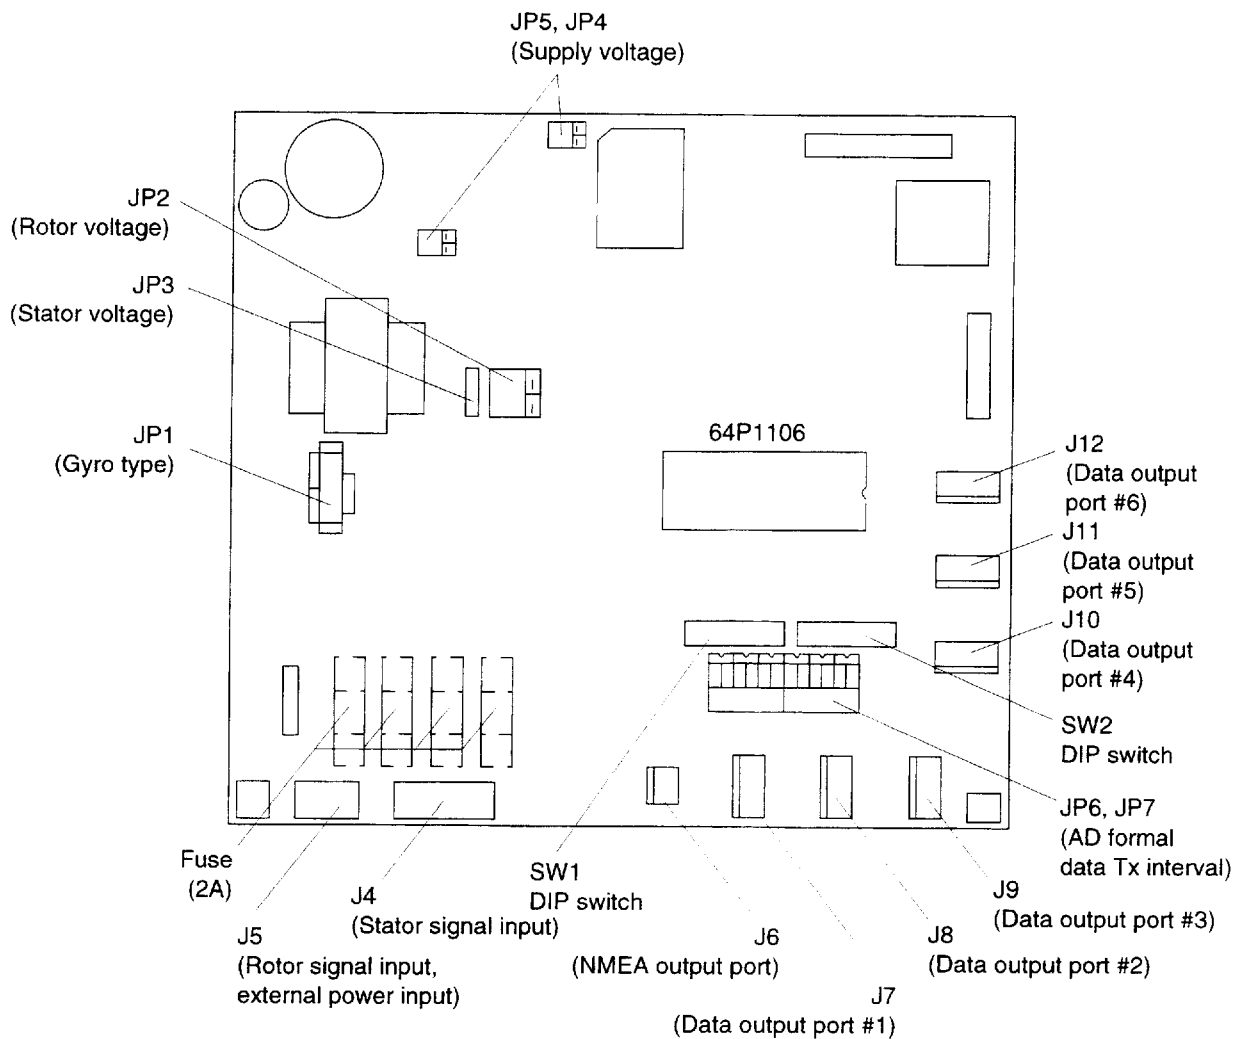 JP5, JP4
(Supply voltage)
JP2
(Rotor voltage)
JP3
(Stator voltage)
JP1
(Gyro type)
64P1106
J12
(Data output
port #6)
J11
(Data output
port #5)
J10
(Data output
port #4)
SW2
DIP switch
JP6, JP7
(AD formal
data Tx interval)
Fuse
(2A)
J5
(Rotor signal input,
external power input)
J4
(Stator signal input)
SW1
DIP switch
J6
(NMEA output port)
J7
(Data output port #1)
J8
(Data output port #2)
J9
(Data output port #3)